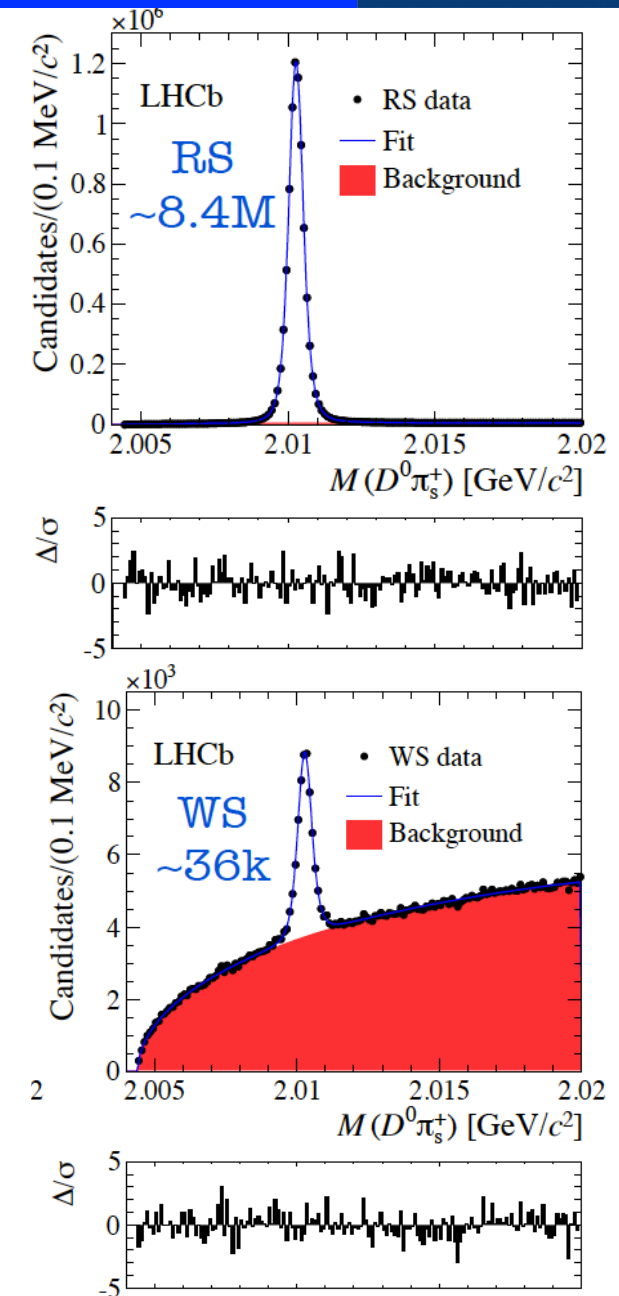 ×10⁶
Candidates/(0.1 MeV/c²)
1.2
1
0.8
0.6
0.4
0.2
0
LHCb
RS
~8.4M
RS data
Fit
Background
2.005 2.01 2.015 2.02
M(D⁰π⁺ₛ) [GeV/c²]
Δ/σ
5
0
-5
×10³
Candidates/(0.1 MeV/c²)
10
8
6
4
2
0
LHCb
WS
~36k
WS data
Fit
Background
2
2.005 2.01 2.015 2.02
M(D⁰π⁺ₛ) [GeV/c²]
Δ/σ
5
0
-5